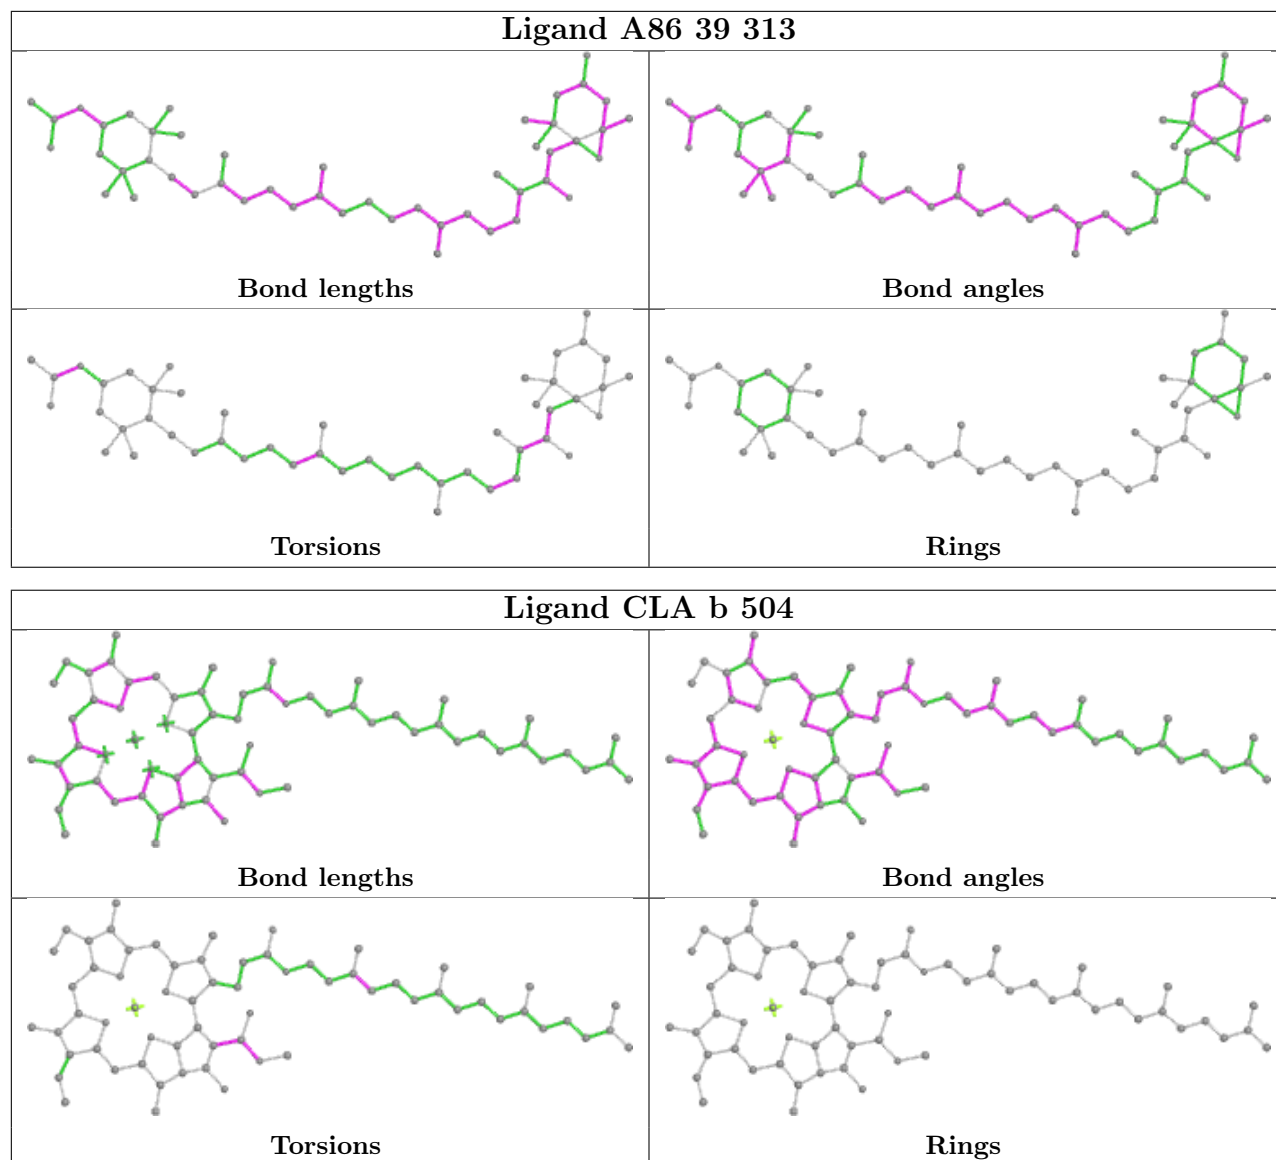 Ligand A86 39 313
Bond lengths
Bond angles
Torsions
Rings
Ligand CLA b 504
Bond lengths
Bond angles
Torsions
Rings